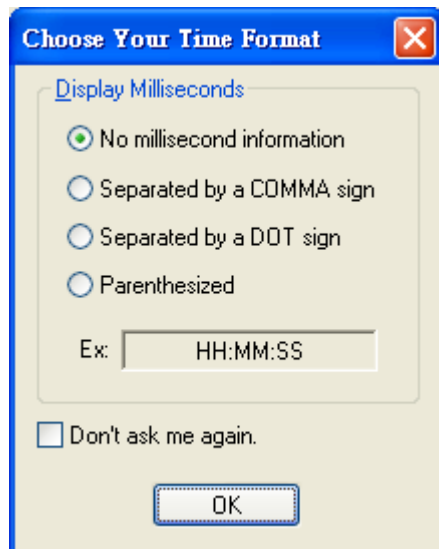 Choose Your Time Format
Display Milliseconds
No millisecond information
Separated by a COMMA sign
Separated by a DOT sign
Parenthesized
Ex: HH:MM:SS
Don't ask me again.
OK